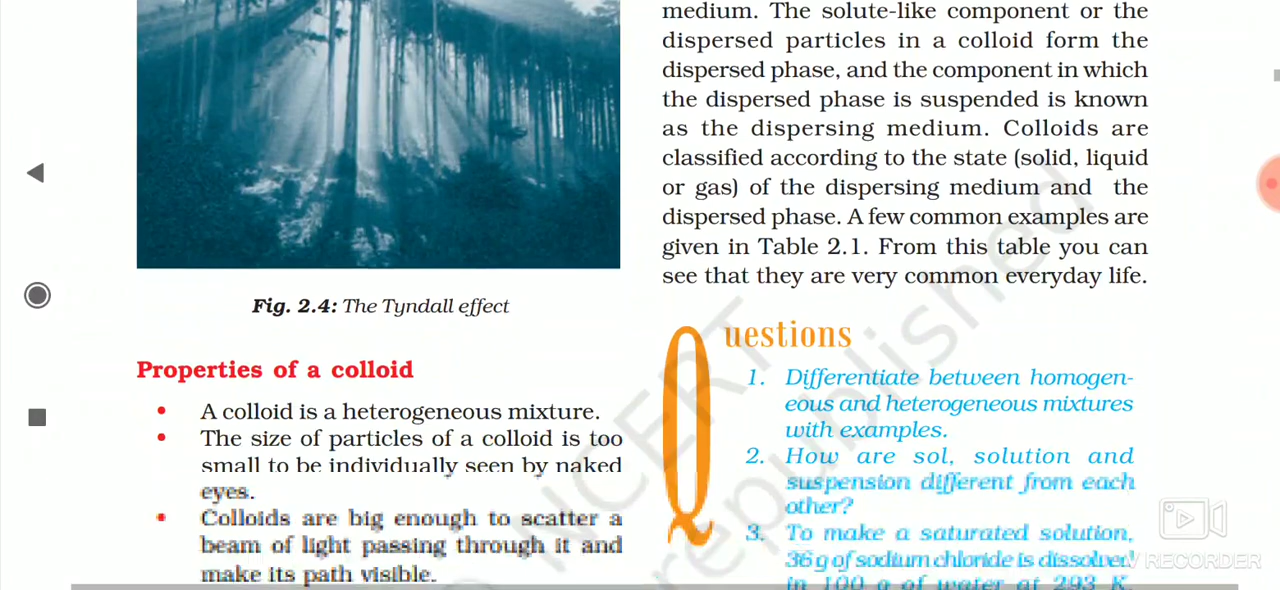 Fig. 2.4: The Tyndall effect
Properties of a colloid
• A colloid is a heterogeneous mixture.
• The size of particles of a colloid is too
small to be individually seen by naked
eyes.
• Colloids are big enough to scatter a
beam of light passing through it and
make its path visible.
medium. The solute-like component or the
dispersed particles in a colloid form the
dispersed phase, and the component in which
the dispersed phase is suspended is known
as the dispersing medium. Colloids are
classified according to the state (solid, liquid
or gas) of the dispersing medium and the
dispersed phase. A few common examples are
given in Table 2.1. From this table you can
see that they are very common everyday life.
Questions
1. Differentiate between homogen-
eous and heterogeneous mixtures
with examples.
2. How are sol, solution and
suspension different from each
other?
3. To make a saturated solution,
36 g of sodium chloride is dissolved
in 100 g of water at 293 K.
NCERT
republished
RECORDER